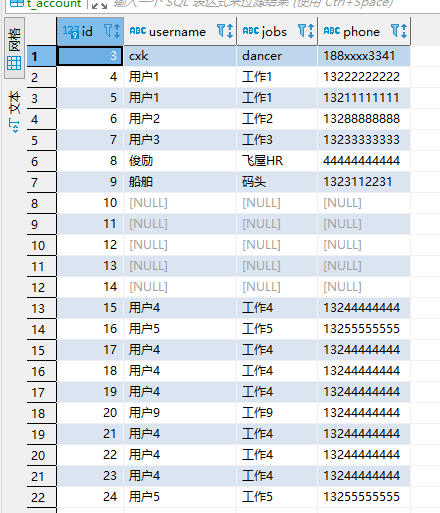 t_account 输入一个 SQL 表达式来过滤结果 (使用 Ctrl+Space)
网格
文本
123 id ABC username ABC jobs ABC phone
1 3 cxk dancer 188xxxx3341
2 4 用户1 工作1 13222222222
3 5 用户1 工作1 13211111111
4 6 用户2 工作2 13288888888
5 7 用户3 工作3 13233333333
6 8 俊励 飞屋HR 44444444444
7 9 船舶 码头 1323112231
8 10 [NULL] [NULL] [NULL]
9 11 [NULL] [NULL] [NULL]
10 12 [NULL] [NULL] [NULL]
11 13 [NULL] [NULL] [NULL]
12 14 [NULL] [NULL] [NULL]
13 15 用户4 工作4 13244444444
14 16 用户5 工作5 13255555555
15 17 用户4 工作4 13244444444
16 18 用户4 工作4 13244444444
17 19 用户4 工作4 13244444444
18 20 用户9 工作9 13244444444
19 21 用户4 工作4 13244444444
20 22 用户4 工作4 13244444444
21 23 用户4 工作4 13244444444
22 24 用户5 工作5 13255555555